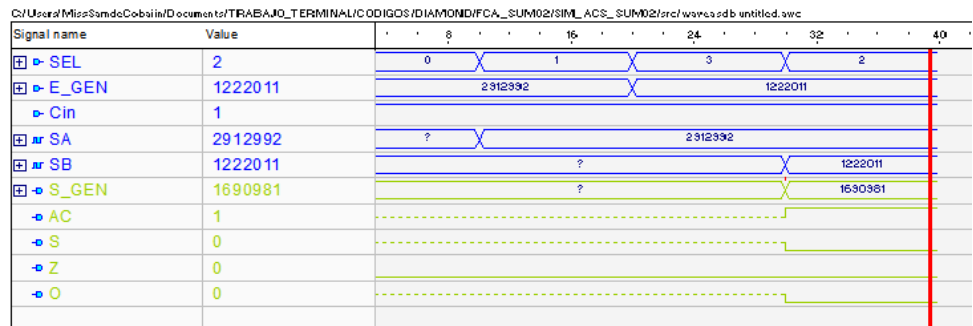 C:/Users/MissSamdeCobaiin/Documents/TRABAJO_TERMINAL/CODIGOS/DIAMOND/FCA_SUM02/SIM_ACS_SUM02/src/wave.asdb untitled.awc
Signal name Value 8 16 24 32 40
SEL 2 0 1 3 2
E_GEN 1222011 2912992 1222011
Cin 1
SA 2912992 ? 2912992
SB 1222011 ? 1222011
S_GEN 1690981 ? 1690981
AC 1
S 0
Z 0
O 0